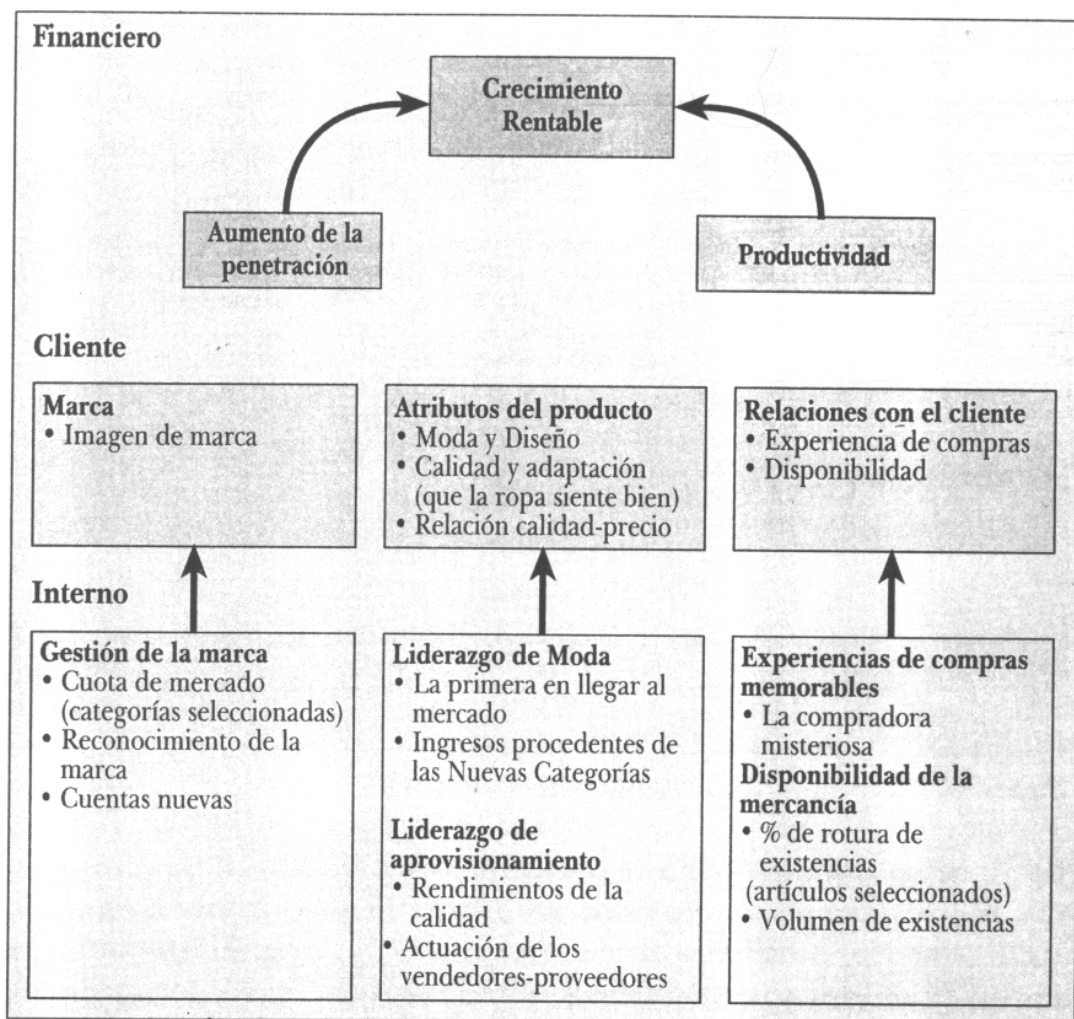 Financiero
Crecimiento
Rentable
Aumento de la
penetración
Productividad
Cliente
Marca
• Imagen de marca
Atributos del producto
• Moda y Diseño
• Calidad y adaptación
(que la ropa siente bien)
• Relación calidad-precio
Relaciones con el cliente
• Experiencia de compras
• Disponibilidad
Interno
Gestión de la marca
• Cuota de mercado
(categorías seleccionadas)
• Reconocimiento de la
marca
• Cuentas nuevas
Liderazgo de Moda
• La primera en llegar al
mercado
• Ingresos procedentes de
las Nuevas Categorías
Liderazgo de
aprovisionamiento
• Rendimientos de la
calidad
• Actuación de los
vendedores-proveedores
Experiencias de compras
memorables
• La compradora
misteriosa
Disponibilidad de la
mercancía
• % de rotura de
existencias
(artículos seleccionados)
• Volumen de existencias